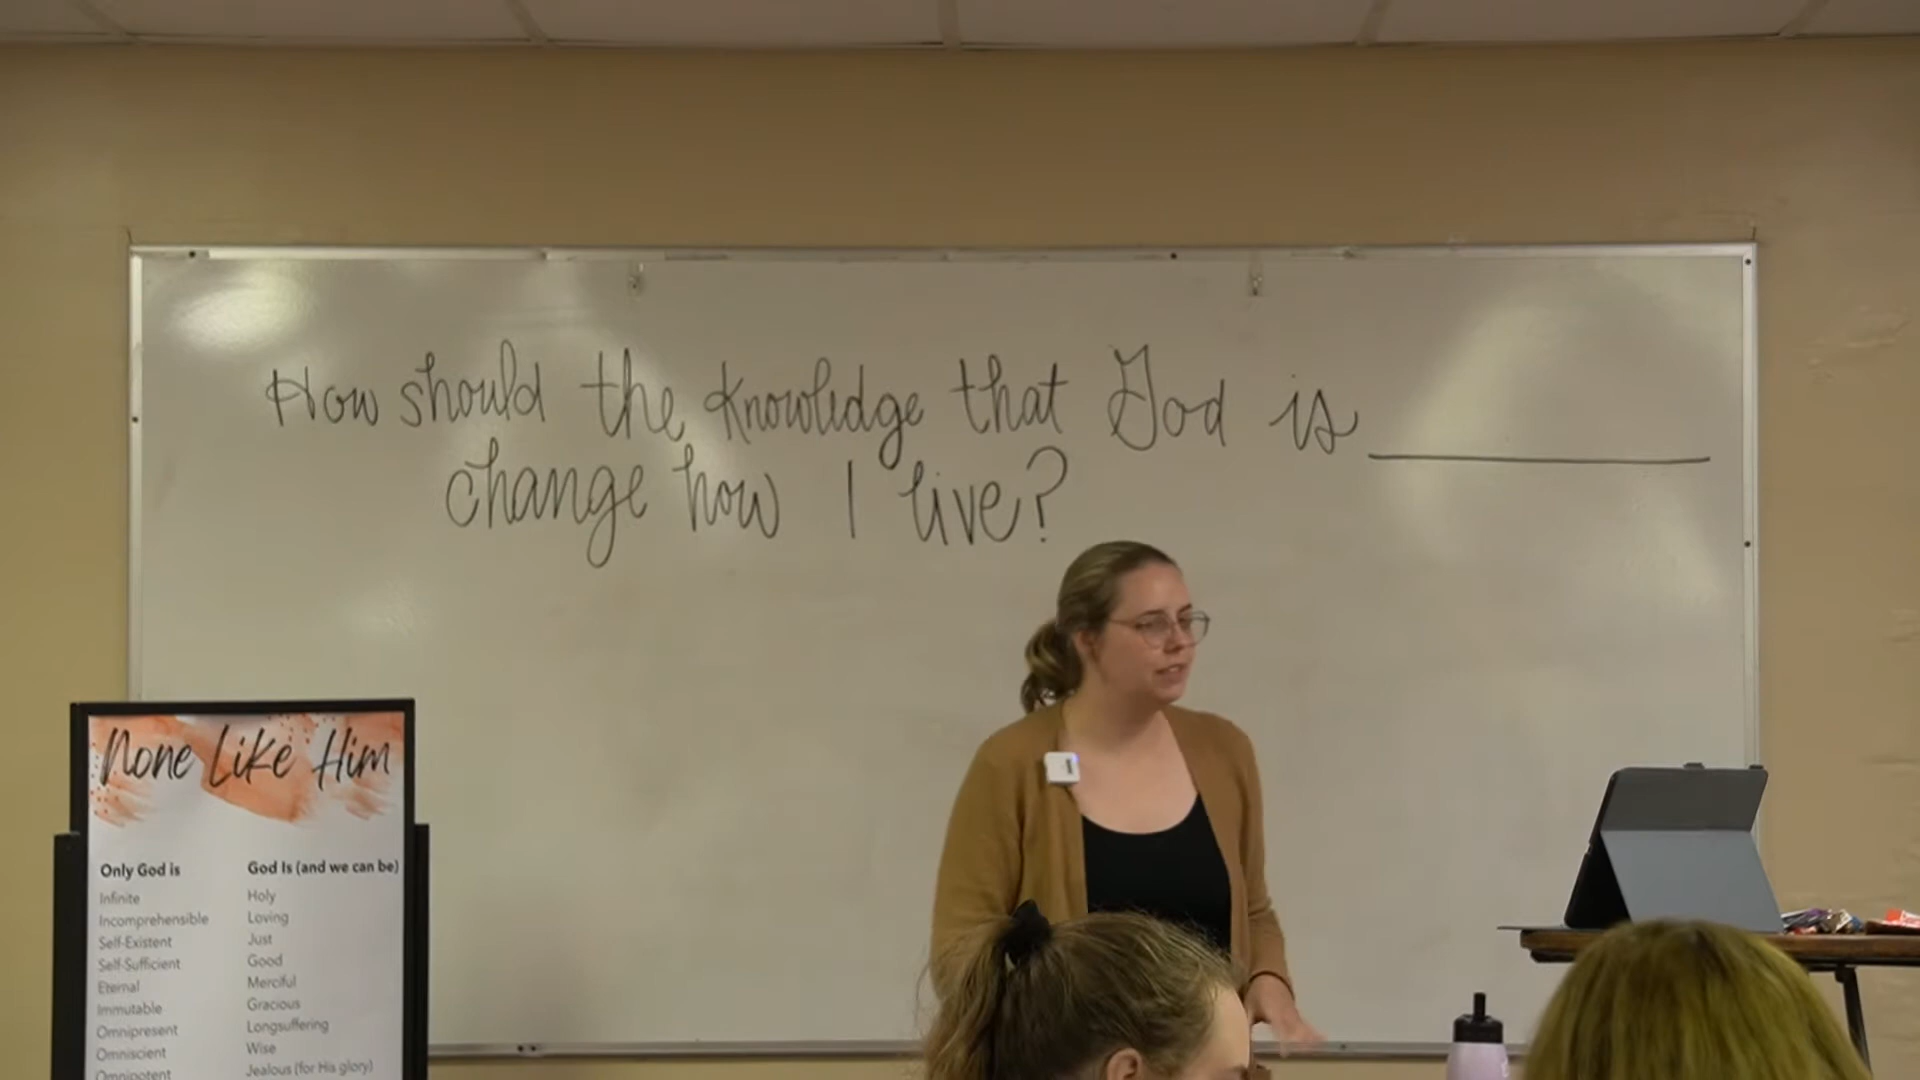 How should the knowledge that God is ________
change how I live?
None Like Him
Only God is
Infinite
Incomprehensible
Self-Existent
Self-Sufficient
Eternal
Immutable
Omnipresent
Omniscient
Omnipotent
God Is (and we can be)
Holy
Loving
Just
Good
Merciful
Gracious
Longsuffering
Wise
Jealous (for His glory)